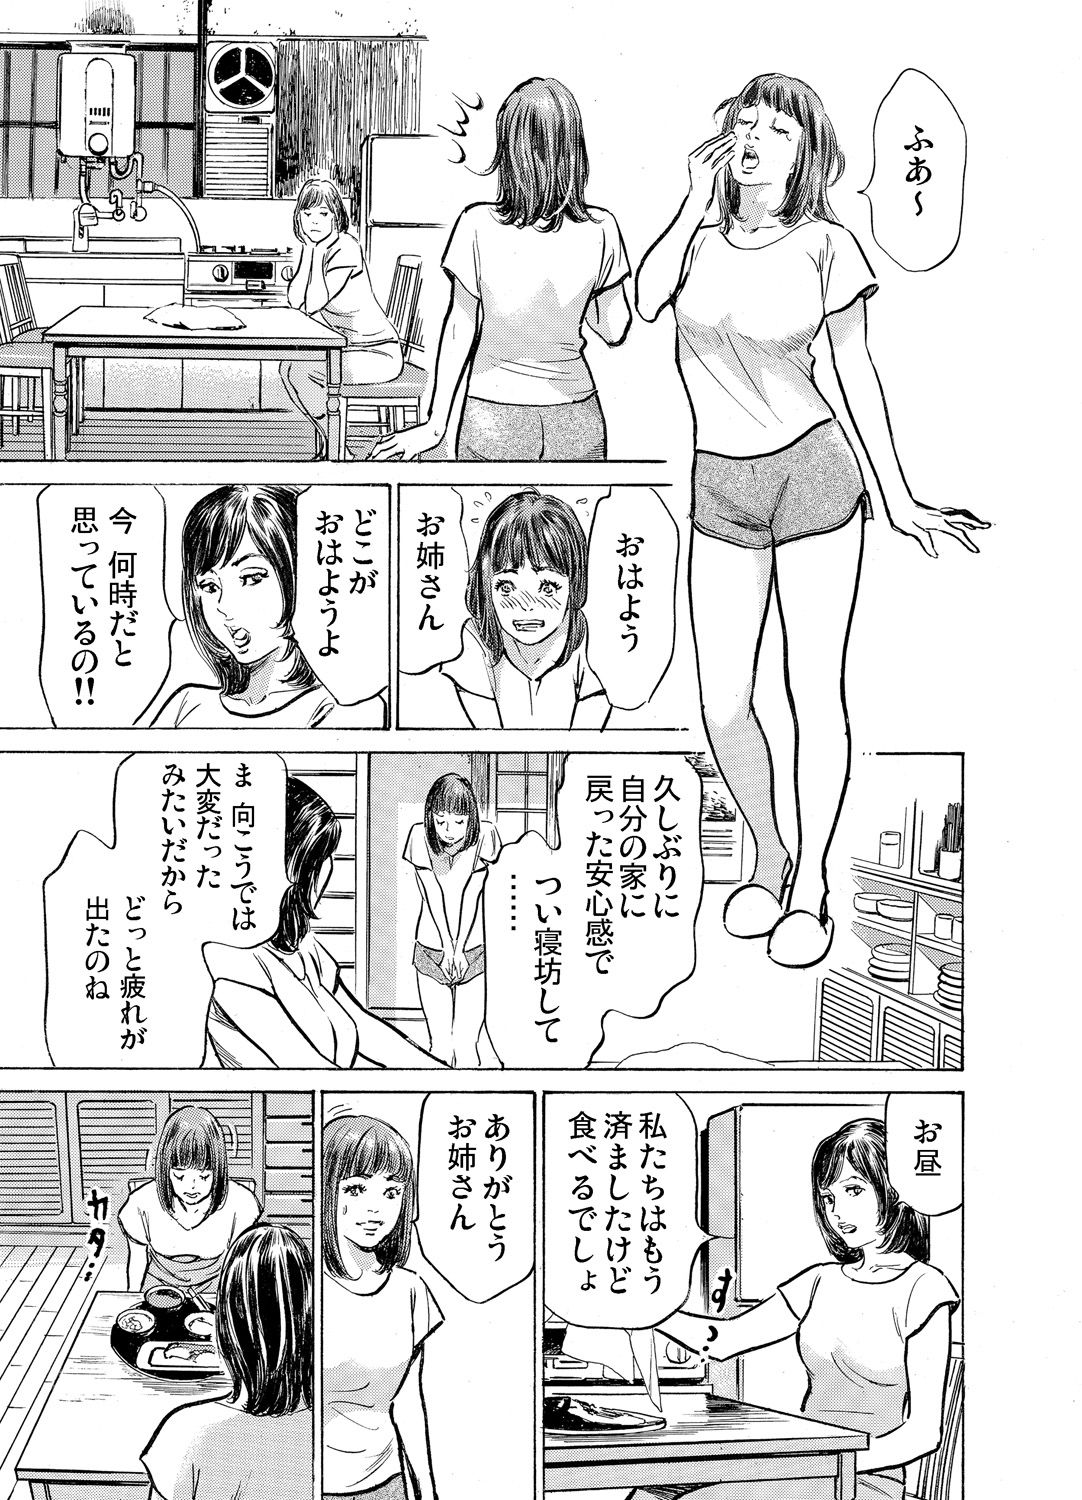 ふあ〜
おはよう
お姉さん
どこが
おはようよ
今 何時だと
思っているの!!
久しぶりに
自分の家に
戻った安心感で
つい寝坊して
……
ま 向こうでは
大変だった
みたいだから
どっと疲れが
出たのね
お昼
私たちはもう
済ましたけど
食べるでしょ
すっ
ありがとう
お姉さん
カタ…